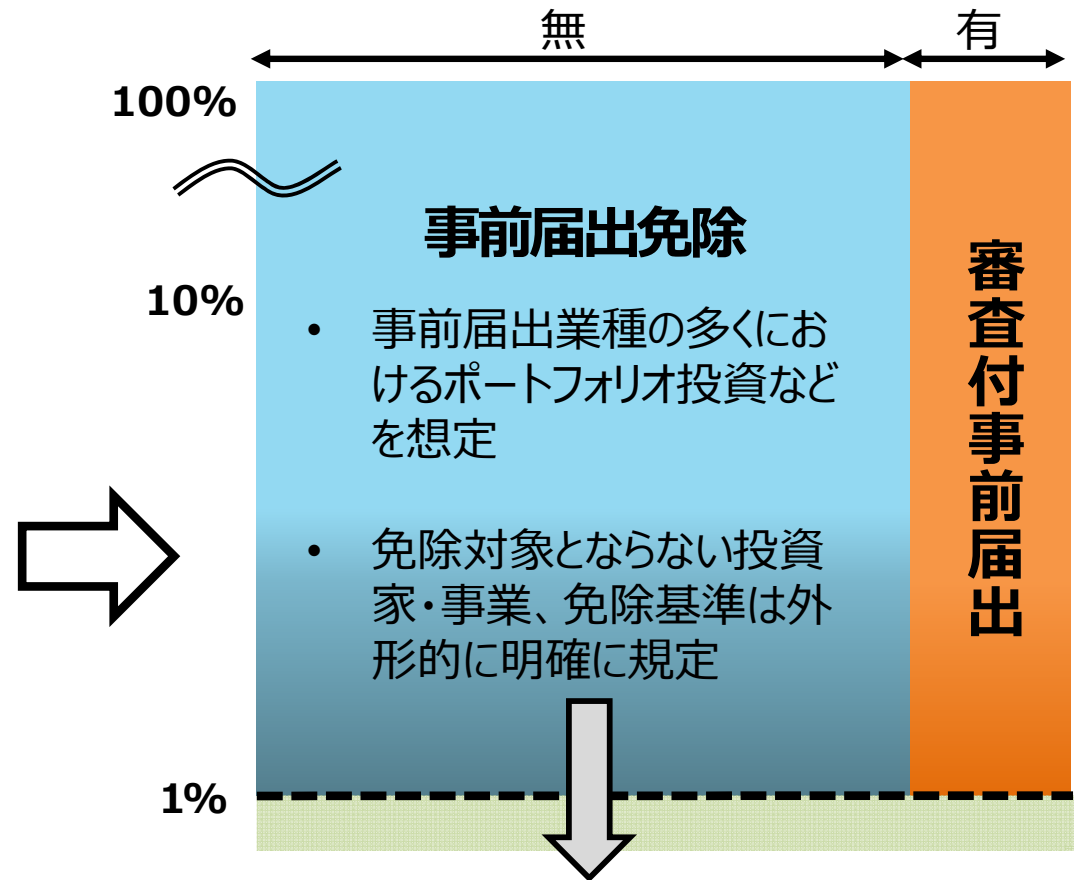 無
有
100%
事前届出免除
10%
• 事前届出業種の多くにお
けるポートフォリオ投資など
を想定
• 免除対象とならない投資
家・事業、免除基準は外
形的に明確に規定
審査付事前届出
1%